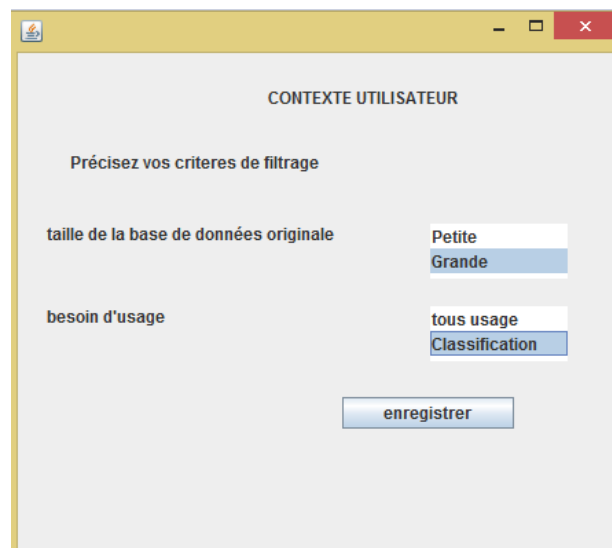 CONTEXTE UTILISATEUR
Précisez vos criteres de filtrage
taille de la base de données originale
Petite
Grande
besoin d'usage
tous usage
Classification
enregistrer